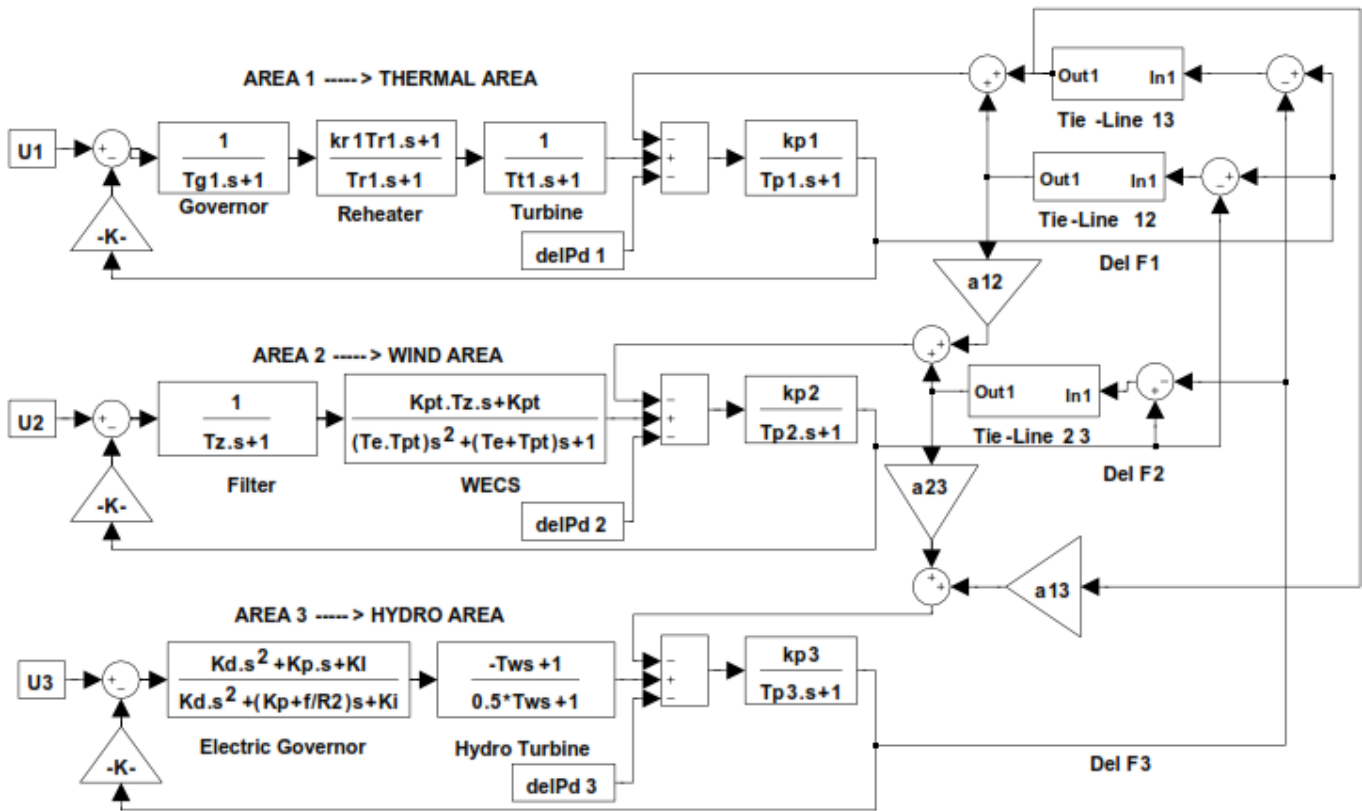 AREA 1 -----> THERMAL AREA
U1
+
−
1
Tg1.s+1
Governor
kr1Tr1.s+1
Tr1.s+1
Reheater
1
Tt1.s+1
Turbine
−
+
−
kp1
Tp1.s+1
delPd 1
-K-
+
+
Out1 In1
Tie -Line 13
−
+
Out1 In1
Tie-Line 12
−
+
Del F1
a12
AREA 2 -----> WIND AREA
U2
+
−
1
Tz.s+1
Filter
Kpt.Tz.s+Kpt
(Te.Tpt)s² +(Te+Tpt)s+1
WECS
−
+
−
kp2
Tp2.s+1
delPd 2
-K-
+
+
Out1 In1
Tie-Line 2 3
−
+
Del F2
a23
+
+
a13
AREA 3 -----> HYDRO AREA
U3
+
−
Kd.s² +Kp.s+KI
Kd.s² +(Kp+f/R2)s+Ki
Electric Governor
-Tws +1
0.5*Tws +1
Hydro Turbine
−
+
−
kp3
Tp3.s+1
delPd 3
-K-
Del F3